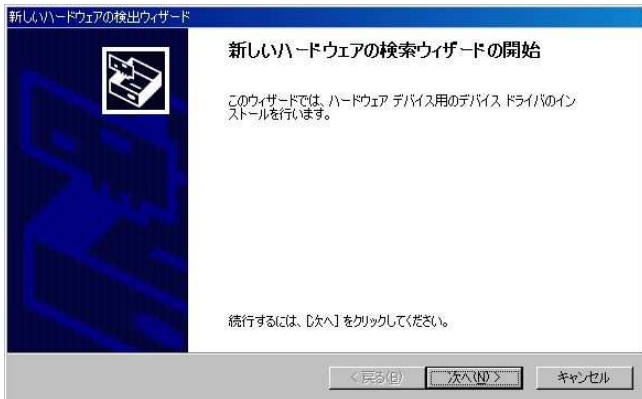 新しいハードウェアの検出ウィザード
新しいハードウェアの検索ウィザードの開始
このウィザードでは、ハードウェア デバイス用のデバイス ドライバのイン
ストールを行います。
続行するには、[次へ] をクリックしてください。
< 戻る(B)
次へ(N) >
キャンセル